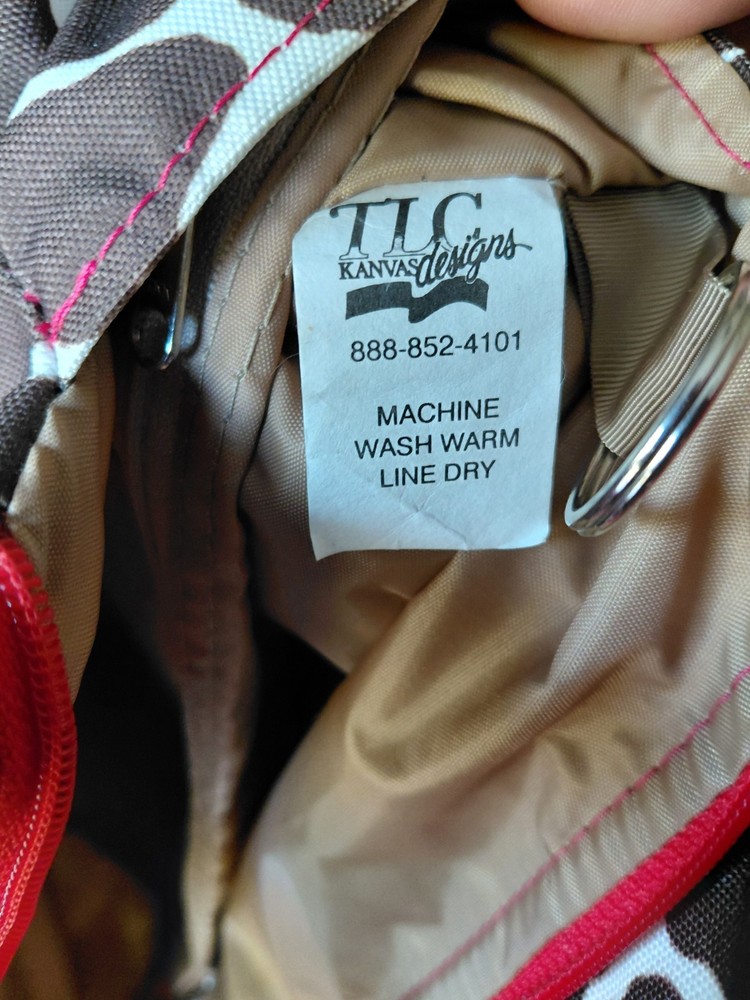 TLC
KANVAS designs
888-852-4101
MACHINE
WASH WARM
LINE DRY